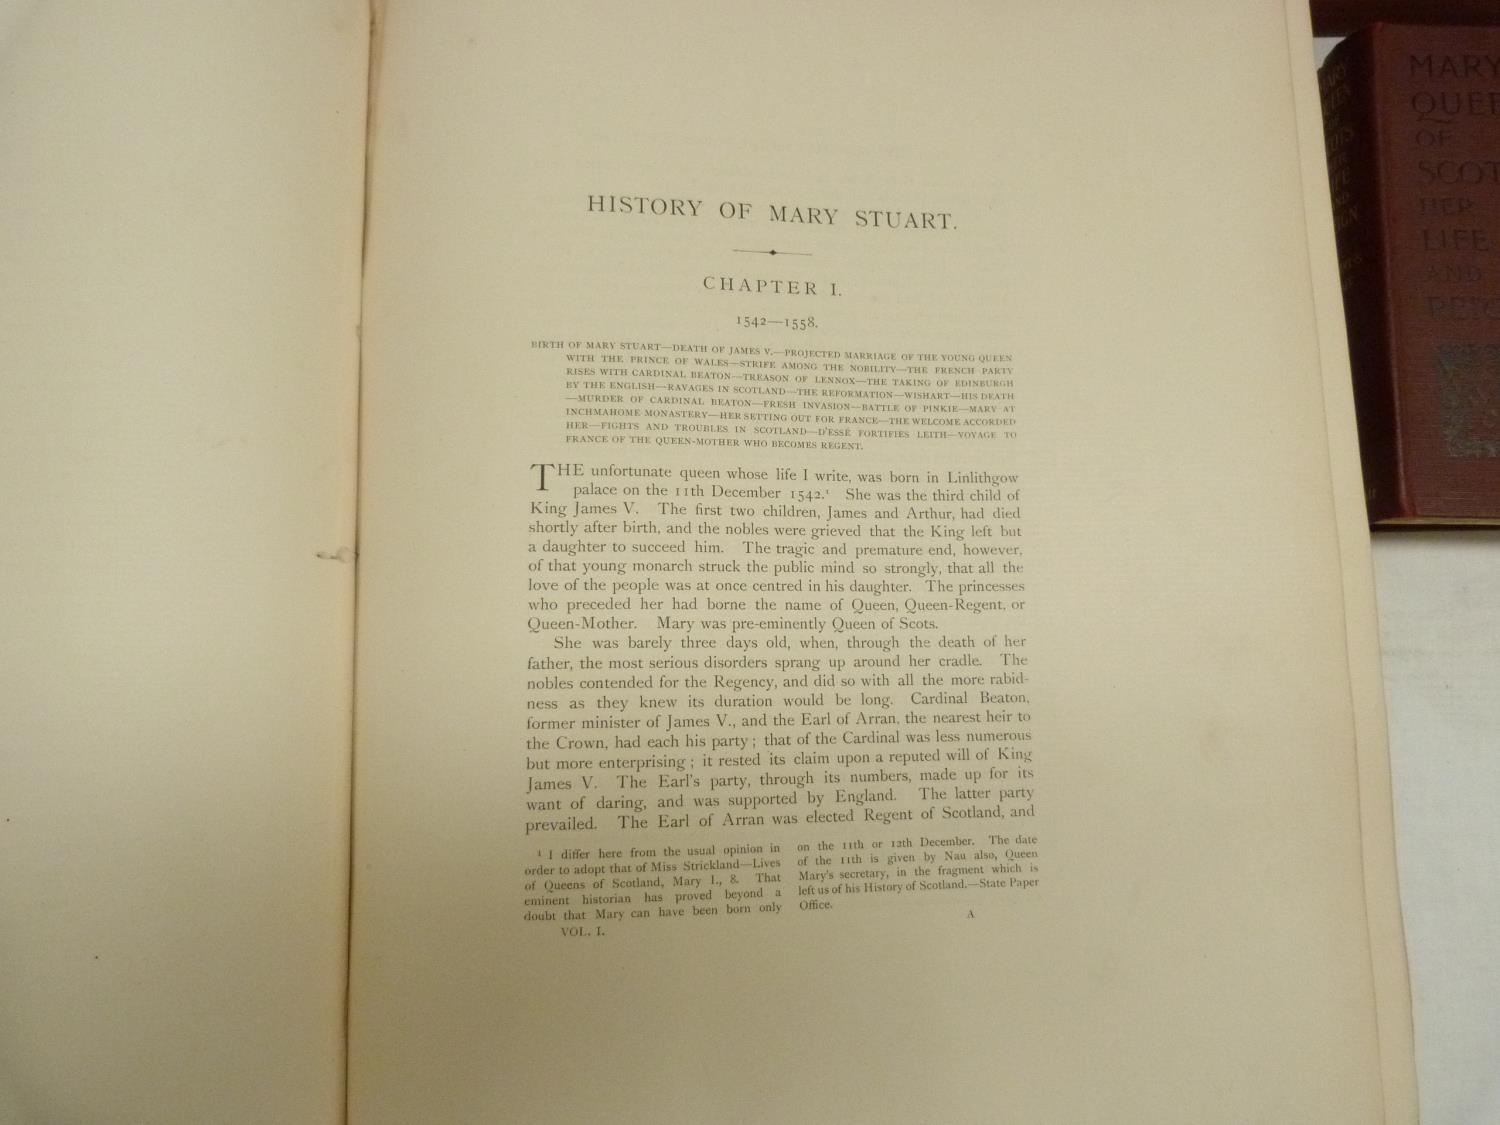 HISTORY OF MARY STUART.
CHAPTER I.
1542—1558.
BIRTH OF MARY STUART—DEATH OF JAMES V.—PROJECTED MARRIAGE OF THE YOUNG QUEEN
WITH THE PRINCE OF WALES—STRIFE AMONG THE NOBILITY—THE FRENCH PARTY
RISES WITH CARDINAL BEATON—TREASON OF LENNOX—THE TAKING OF EDINBURGH
BY THE ENGLISH—RAVAGES IN SCOTLAND—THE REFORMATION—WISHART—HIS DEATH
—MURDER OF CARDINAL BEATON—FRESH INVASION—BATTLE OF PINKIE—MARY AT
INCHMAHOME MONASTERY—HER SETTING OUT FOR FRANCE—THE WELCOME ACCORDED
HER—FIGHTS AND TROUBLES IN SCOTLAND—D'ESSÉ FORTIFIES LEITH—VOYAGE TO
FRANCE OF THE QUEEN-MOTHER WHO BECOMES REGENT.
THE unfortunate queen whose life I write, was born in Linlithgow
palace on the 11th December 1542.¹ She was the third child of
King James V. The first two children, James and Arthur, had died
shortly after birth, and the nobles were grieved that the King left but
a daughter to succeed him. The tragic and premature end, however,
of that young monarch struck the public mind so strongly, that all the
love of the people was at once centred in his daughter. The princesses
who preceded her had borne the name of Queen, Queen-Regent, or
Queen-Mother. Mary was pre-eminently Queen of Scots.
She was barely three days old, when, through the death of her
father, the most serious disorders sprang up around her cradle. The
nobles contended for the Regency, and did so with all the more rabid-
ness as they knew its duration would be long. Cardinal Beaton,
former minister of James V., and the Earl of Arran, the nearest heir to
the Crown, had each his party; that of the Cardinal was less numerous
but more enterprising; it rested its claim upon a reputed will of King
James V. The Earl's party, through its numbers, made up for its
want of daring, and was supported by England. The latter party
prevailed. The Earl of Arran was elected Regent of Scotland, and
¹ I differ here from the usual opinion in
order to adopt that of Miss Strickland—Lives
of Queens of Scotland, Mary I., 8. That
eminent historian has proved beyond a
doubt that Mary can have been born only
on the 11th or 12th December. The date
of the 11th is given by Nau also, Queen
Mary's secretary, in the fragment which is
left us of his History of Scotland.—State Paper
Office.
VOL. I.
A
MARY
QUEE
OF
SCOT
HER
LIFE
AND
REIG